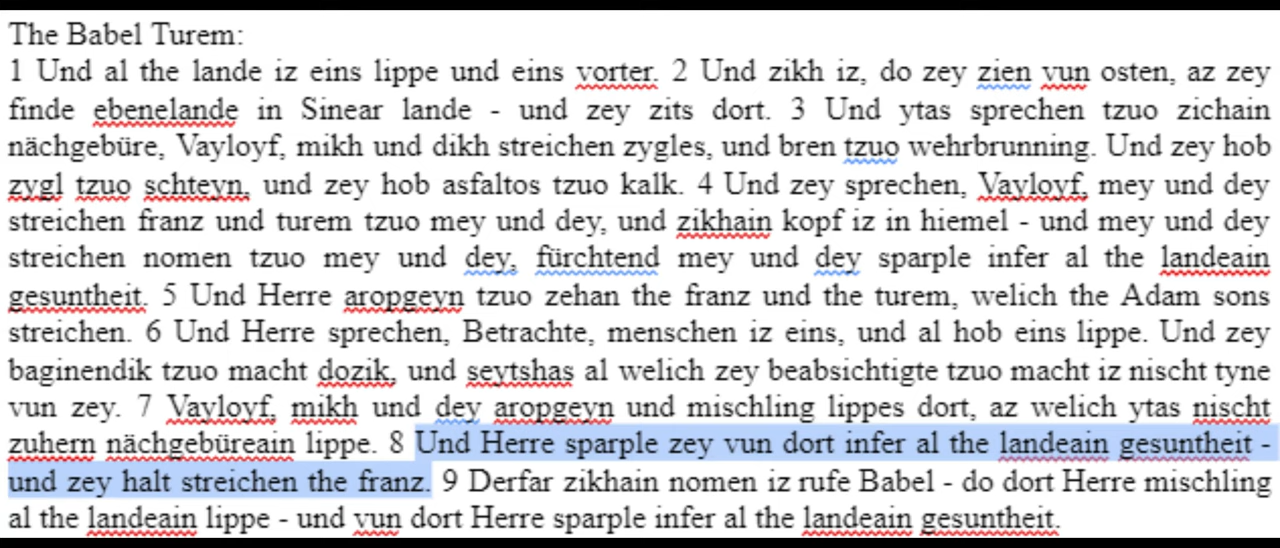 The Babel Turem:
1 Und al the lande iz eins lippe und eins vorter. 2 Und zikh iz, do zey zien vun osten, az zey
finde ebenelande in Sinear lande - und zey zits dort. 3 Und ytas sprechen tzuo zichain
nächgebüre, Vayloyf, mikh und dikh streichen zygles, und bren tzuo wehrbrunning. Und zey hob
zygl tzuo schteyn, und zey hob asfaltos tzuo kalk. 4 Und zey sprechen, Vayloyf, mey und dey
streichen franz und turem tzuo mey und dey, und zikhain kopf iz in hiemel - und mey und dey
streichen nomen tzuo mey und dey, fürchtend mey und dey sparple infer al the landeain
gesuntheit. 5 Und Herre aropgeyn tzuo zehan the franz und the turem, welich the Adam sons
streichen. 6 Und Herre sprechen, Betrachte, menschen iz eins, und al hob eins lippe. Und zey
baginendik tzuo macht dozik, und seytshas al welich zey beabsichtigte tzuo macht iz nischt tyne
vun zey. 7 Vayloyf, mikh und dey aropgeyn und mischling lippes dort, az welich ytas nischt
zuhern nächgebüreain lippe. 8 Und Herre sparple zey vun dort infer al the landeain gesuntheit -
und zey halt streichen the franz. 9 Derfar zikhain nomen iz rufe Babel - do dort Herre mischling
al the landeain lippe - und vun dort Herre sparple infer al the landeain gesuntheit.